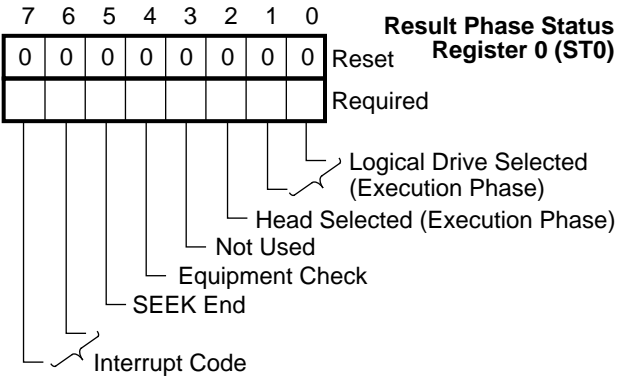 7 6 5 4 3 2 1 0
Result Phase Status
Register 0 (ST0)
0 0 0 0 0 0 0 0 Reset
Required
Logical Drive Selected
(Execution Phase)
Head Selected (Execution Phase)
Not Used
Equipment Check
SEEK End
Interrupt Code